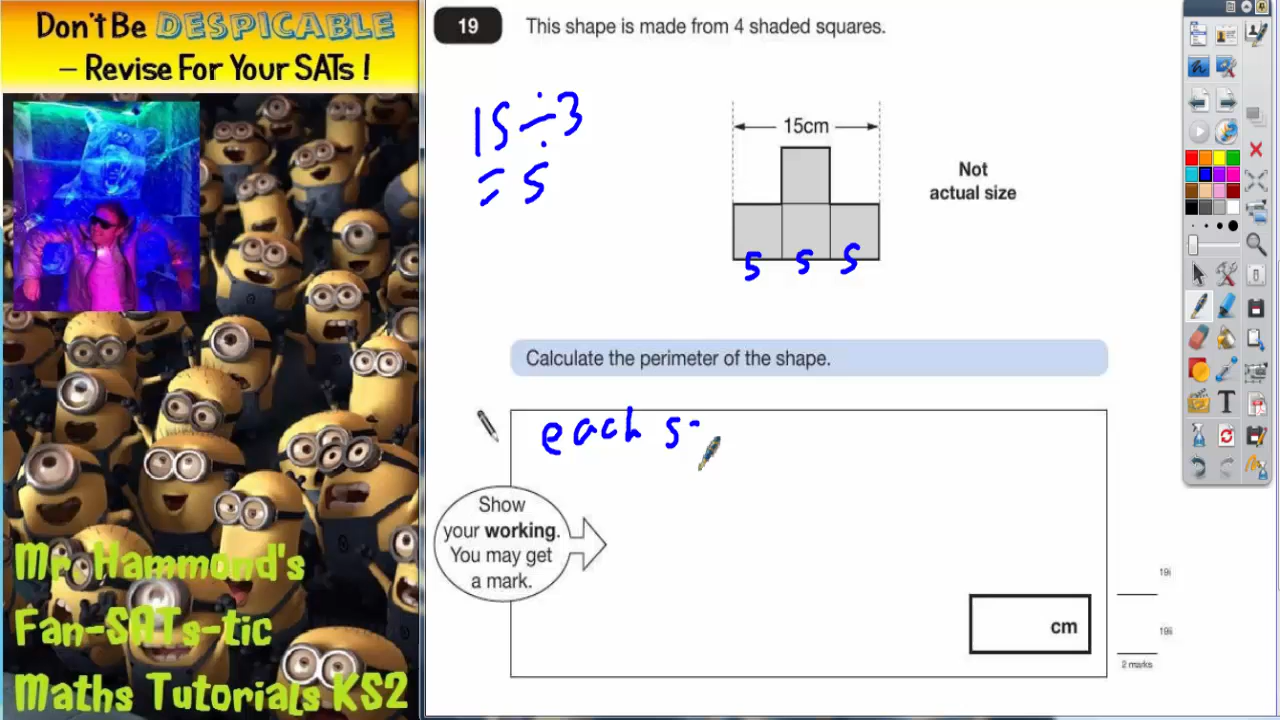 Don't Be DESPICABLE
– Revise For Your SATs !
19
This shape is made from 4 shaded squares.
15 ÷ 3
= 5
15cm
Not
actual size
5 5 5
Calculate the perimeter of the shape.
each s
Show
your working.
You may get
a mark.
cm
19i
19ii
2 marks
Mr. Hammond's
Fan-SATs-tic
Maths Tutorials KS2